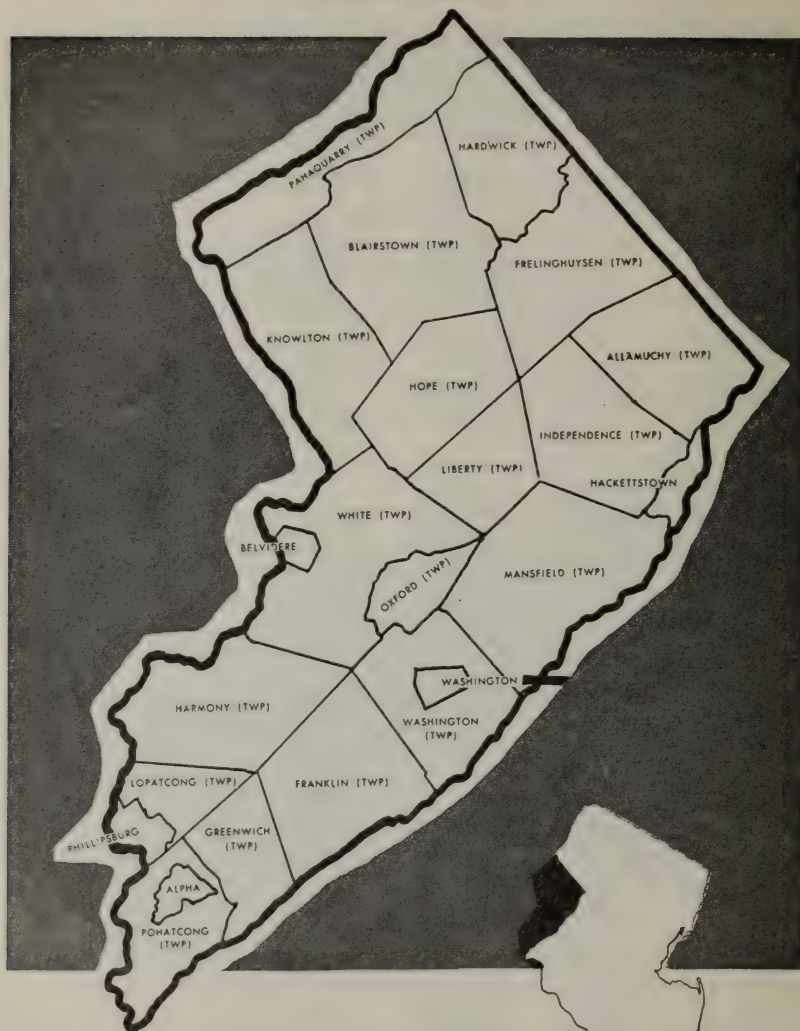 PAHAQUARRY (TWP)
HARDWICK (TWP)
BLAIRSTOWN (TWP)
FRELINGHUYSEN (TWP)
KNOWLTON (TWP)
ALLAMUCHY (TWP)
HOPE (TWP)
INDEPENDENCE (TWP)
LIBERTY (TWP)
HACKETTSTOWN
WHITE (TWP)
BELVIDERE
OXFORD (TWP)
MANSFIELD (TWP)
WASHINGTON
HARMONY (TWP)
WASHINGTON
(TWP)
LOPATCONG (TWP)
FRANKLIN (TWP)
PHILLIPSBURG
GREENWICH
(TWP)
ALPHA
POHATCONG
(TWP)